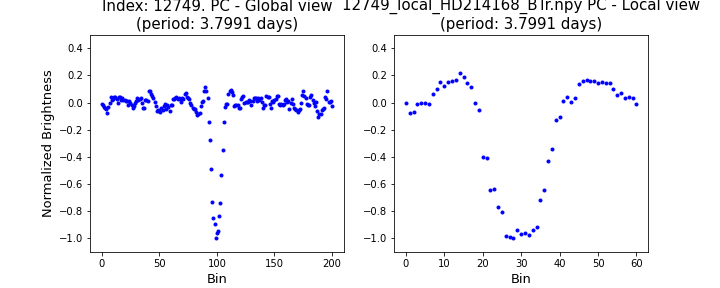 Index: 12749. PC - Global view
(period: 3.7991 days)
12749_local_HD214168_BTr.npy PC - Local view
(period: 3.7991 days)
Normalized Brightness
0.4
0.2
0.0
−0.2
−0.4
−0.6
−0.8
−1.0
0 50 100 150 200
Bin
0.4
0.2
0.0
−0.2
−0.4
−0.6
−0.8
−1.0
0 10 20 30 40 50 60
Bin